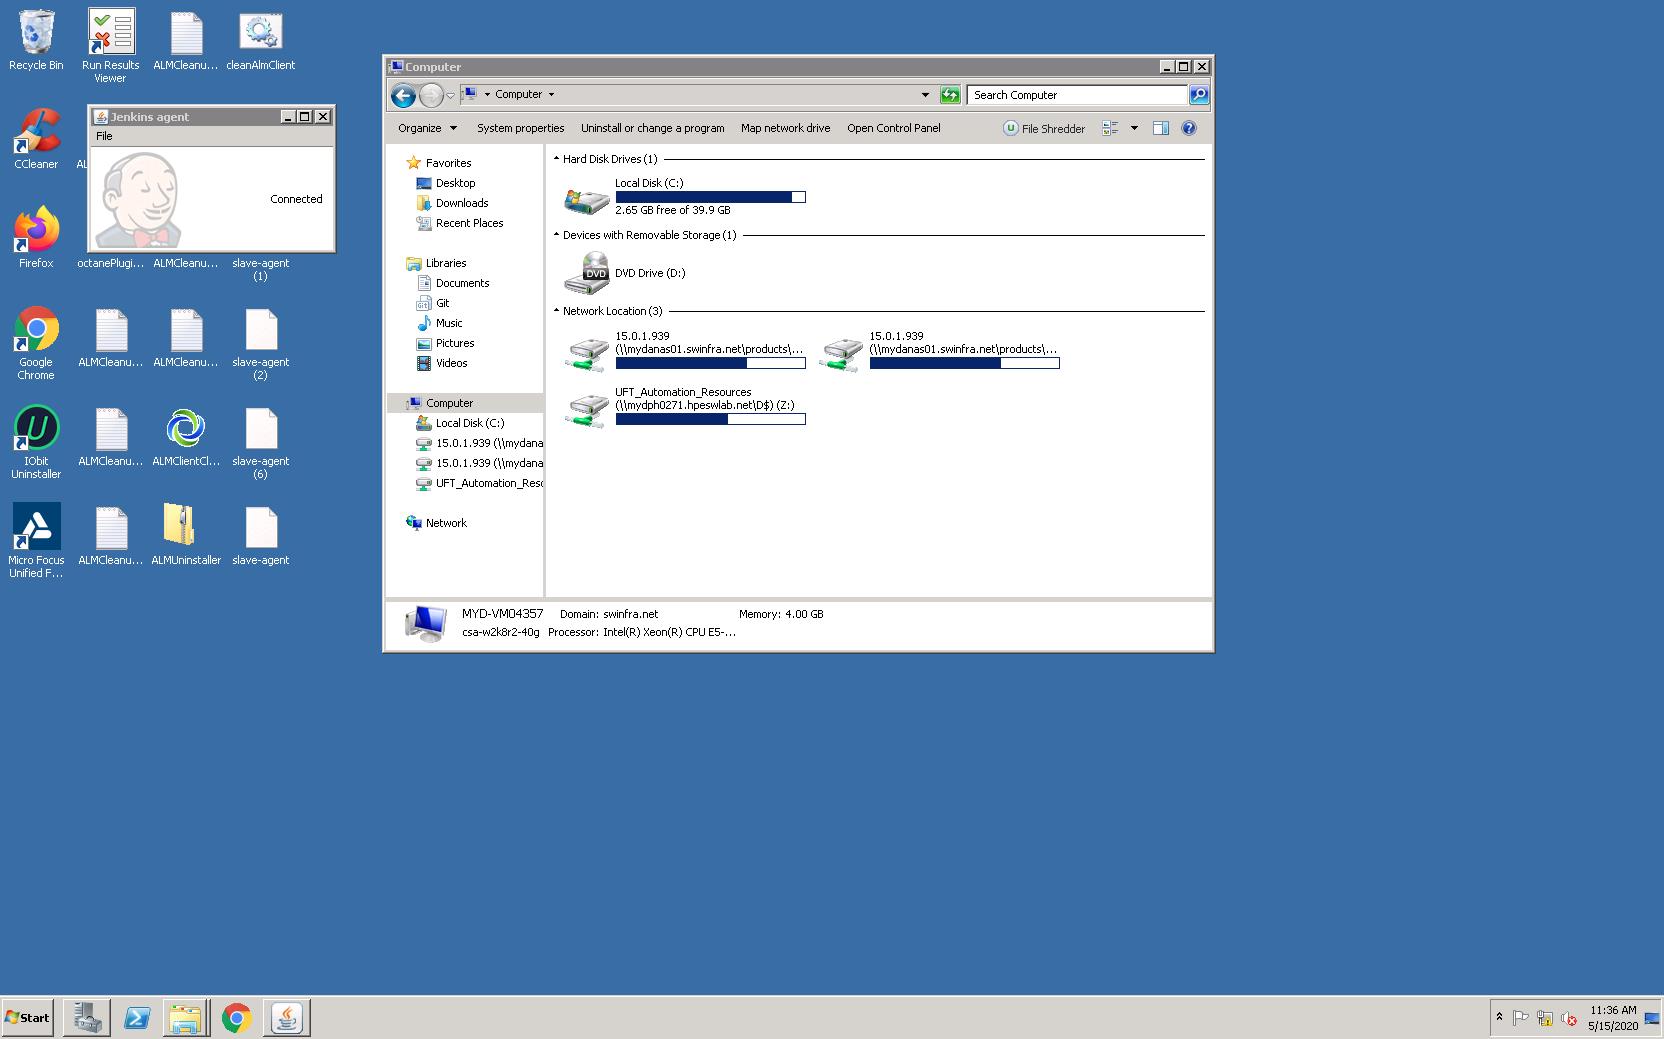 Recycle Bin
Run Results
Viewer
ALMCleanu...
cleanAlmClient
CCleaner
AL
Firefox
octanePlugi...
ALMCleanu...
slave-agent
(1)
Google
Chrome
ALMCleanu...
ALMCleanu...
slave-agent
(2)
IObit
Uninstaller
ALMCleanu...
ALMClientCl...
slave-agent
(6)
Micro Focus
Unified F...
ALMCleanu...
ALMUninstaller
slave-agent
Jenkins agent
File
Connected
Computer
Computer
Search Computer
Organize
System properties
Uninstall or change a program
Map network drive
Open Control Panel
File Shredder
Favorites
Desktop
Downloads
Recent Places
Libraries
Documents
Git
Music
Pictures
Videos
Computer
Local Disk (C:)
15.0.1.939 (\\mydana
15.0.1.939 (\\mydana
UFT_Automation_Reso
Network
Hard Disk Drives (1)
Local Disk (C:)
2.65 GB free of 39.9 GB
Devices with Removable Storage (1)
DVD
DVD Drive (D:)
Network Location (3)
15.0.1.939
(\\mydanas01.swinfra.net\products\...
15.0.1.939
(\\mydanas01.swinfra.net\products\...
UFT_Automation_Resources
(\\mydph0271.hpeswlab.net\D$) (Z:)
MYD-VM04357 Domain: swinfra.net Memory: 4.00 GB
csa-w2k8r2-40g Processor: Intel(R) Xeon(R) CPU E5-...
Start
11:36 AM
5/15/2020